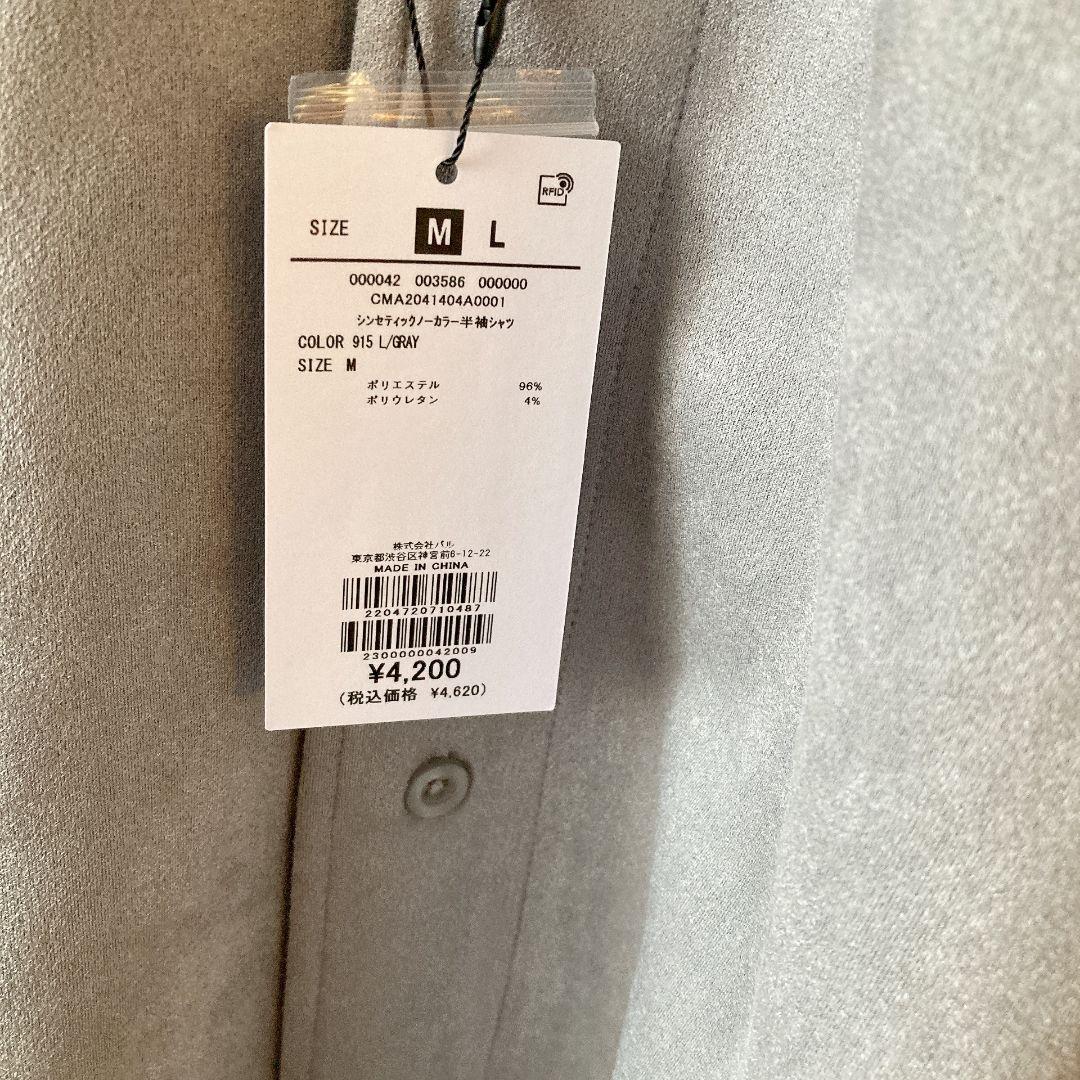 RFID
SIZE M L
000042 003586 000000
CMA2041404A0001
シンセティックノーカラー半袖シャツ
COLOR 915 L/GRAY
SIZE M
ポリエステル 96%
ポリウレタン 4%
株式会社パル
東京都渋谷区神宮前6-12-22
MADE IN CHINA
2204720710487
2300000042009
¥4,200
(税込価格 ¥4,620)